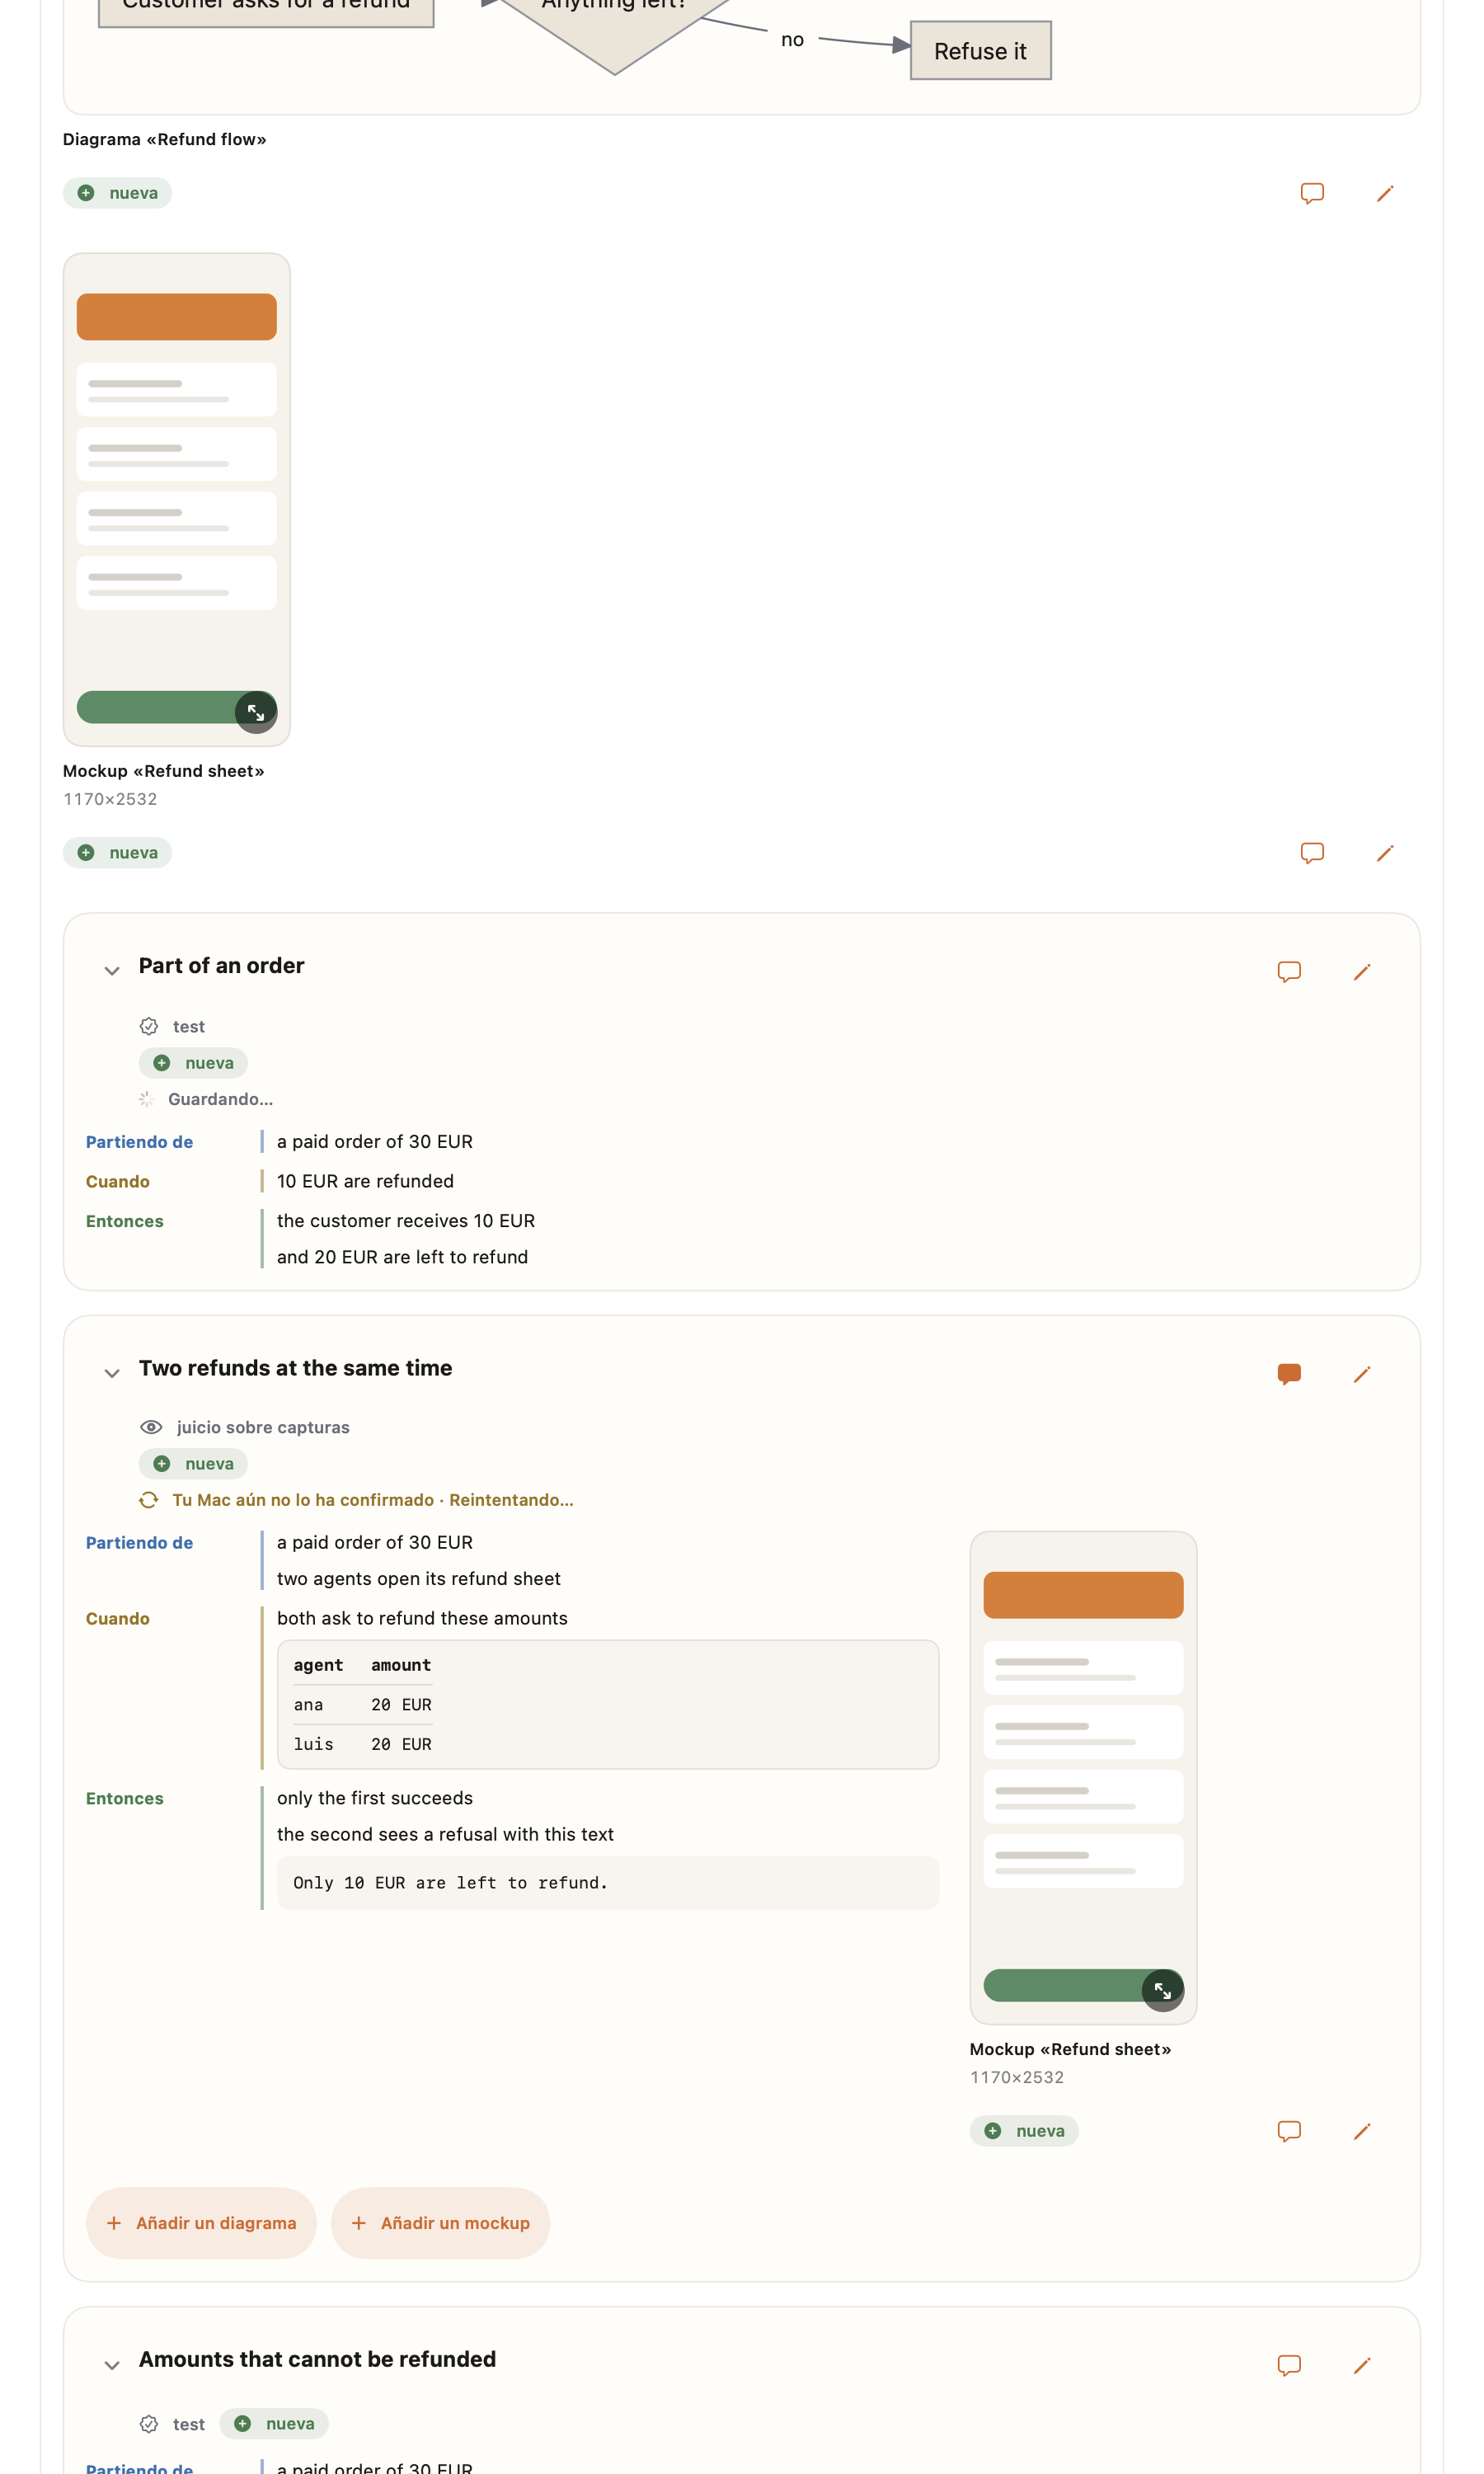 Customer asks for a refund
Anything left?
no
Refuse it
Diagrama «Refund flow»
nueva
Mockup «Refund sheet»
1170×2532
nueva
Part of an order
test
nueva
Guardando...
Partiendo de
a paid order of 30 EUR
Cuando
10 EUR are refunded
Entonces
the customer receives 10 EUR
and 20 EUR are left to refund
Two refunds at the same time
juicio sobre capturas
nueva
Tu Mac aún no lo ha confirmado · Reintentando...
Partiendo de
a paid order of 30 EUR
two agents open its refund sheet
Cuando
both ask to refund these amounts
agent amount
ana 20 EUR
luis 20 EUR
Entonces
only the first succeeds
the second sees a refusal with this text
Only 10 EUR are left to refund.
Mockup «Refund sheet»
1170×2532
nueva
Añadir un diagrama
Añadir un mockup
Amounts that cannot be refunded
test nueva
Partiendo de
a paid order of 30 EUR